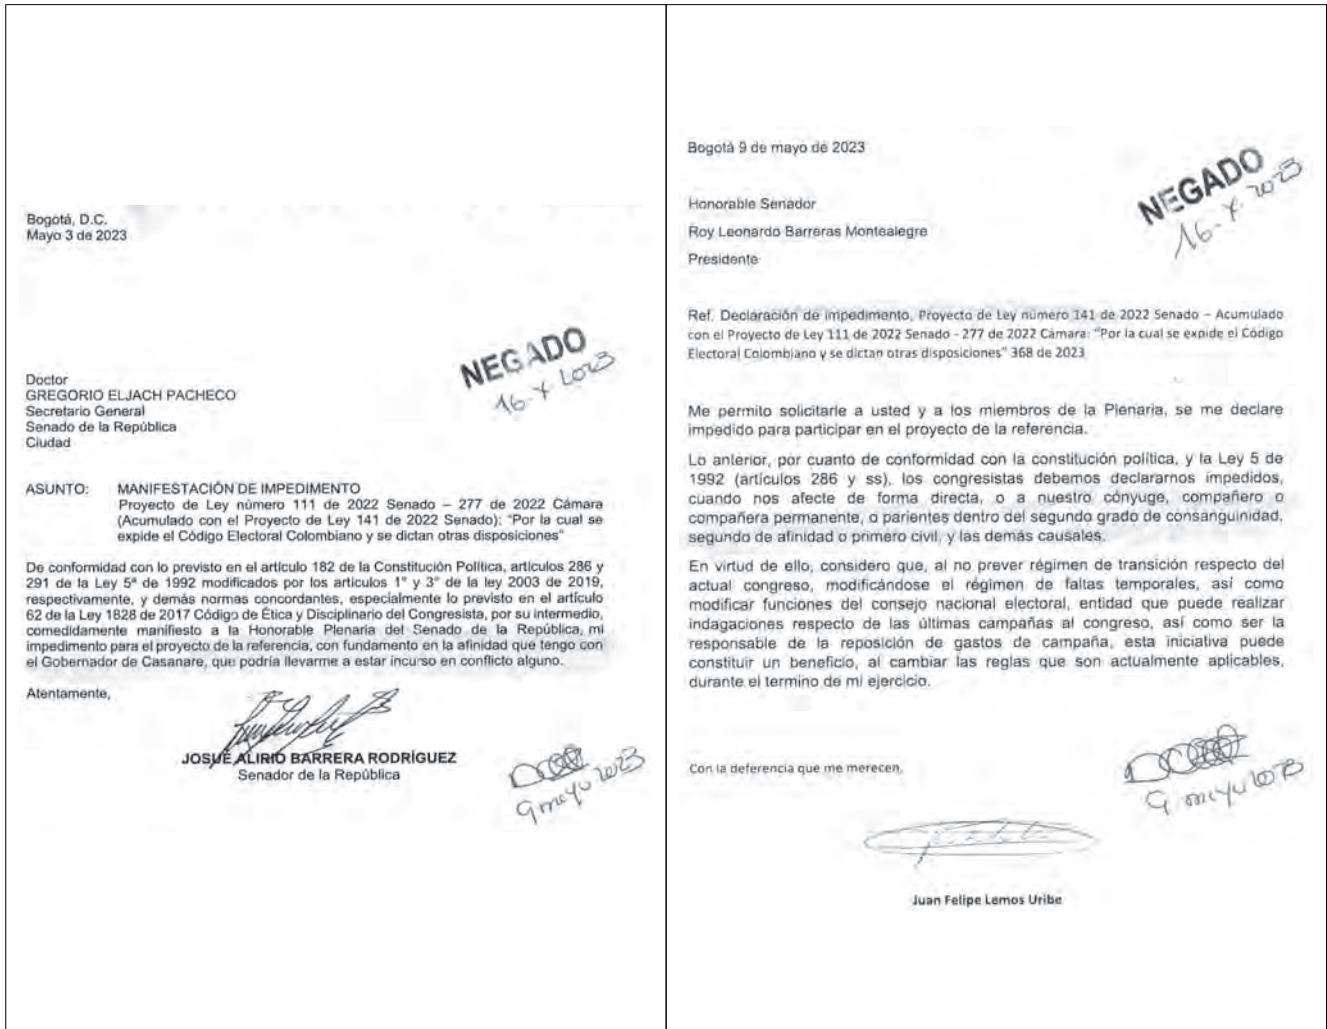 Bogotá, D.C.
Mayo 3 de 2023
NEGADO
Doctor
GREGORIO ELJACH PACHECO
Secretario General
Senado de la República
Ciudad
ASUNTO: MANIFESTACIÓN DE IMPEDIMENTO
Proyecto de Ley número 111 de 2022 Senado – 277 de 2022 Cámara
(Acumulado con el Proyecto de Ley 141 de 2022 Senado): "Por la cual se
expide el Código Electoral Colombiano y se dictan otras disposiciones"
De conformidad con lo previsto en el artículo 182 de la Constitución Política, artículos 286 y
291 de la Ley 5ª de 1992 modificados por los artículos 1° y 3° de la ley 2003 de 2019,
respectivamente, y demás normas concordantes, especialmente lo previsto en el artículo
62 de la Ley 1828 de 2017 Código de Ética y Disciplinario del Congresista, por su intermedio,
comedidamente manifiesto a la Honorable Plenaria del Senado de la República, mi
impedimento para el proyecto de la referencia, con fundamento en la afinidad que tengo con
el Gobernador de Casanare, que podría llevarme a estar incurso en conflicto alguno.
Atentamente,
JOSUÉ ALIRIO BARRERA RODRÍGUEZ
Senador de la República
9 mayo 2023
Bogotá 9 de mayo de 2023
NEGADO
Honorable Senador
Roy Leonardo Barreras Montealegre
Presidente
Ref. Declaración de impedimento, Proyecto de Ley número 141 de 2022 Senado – Acumulado
con el Proyecto de Ley 111 de 2022 Senado - 277 de 2022 Cámara: "Por la cual se expide el Código
Electoral Colombiano y se dictan otras disposiciones" 368 de 2023
Me permito solicitarle a usted y a los miembros de la Plenaria, se me declare
impedido para participar en el proyecto de la referencia.
Lo anterior, por cuanto de conformidad con la constitución política, y la Ley 5 de
1992 (artículos 286 y ss), los congresistas debemos declararnos impedidos,
cuando nos afecte de forma directa, o a nuestro cónyuge, compañero o
compañera permanente, o parientes dentro del segundo grado de consanguinidad,
segundo de afinidad o primero civil, y las demás causales.
En virtud de ello, considero que, al no prever régimen de transición respecto del
actual congreso, modificándose el régimen de faltas temporales, así como
modificar funciones del consejo nacional electoral, entidad que puede realizar
indagaciones respecto de las últimas campañas al congreso, así como ser la
responsable de la reposición de gastos de campaña, esta iniciativa puede
constituir un beneficio, al cambiar las reglas que son actualmente aplicables,
durante el termino de mi ejercicio.
Con la deferencia que me merecen,
9 mayo 2023
Juan Felipe Lemos Uribe